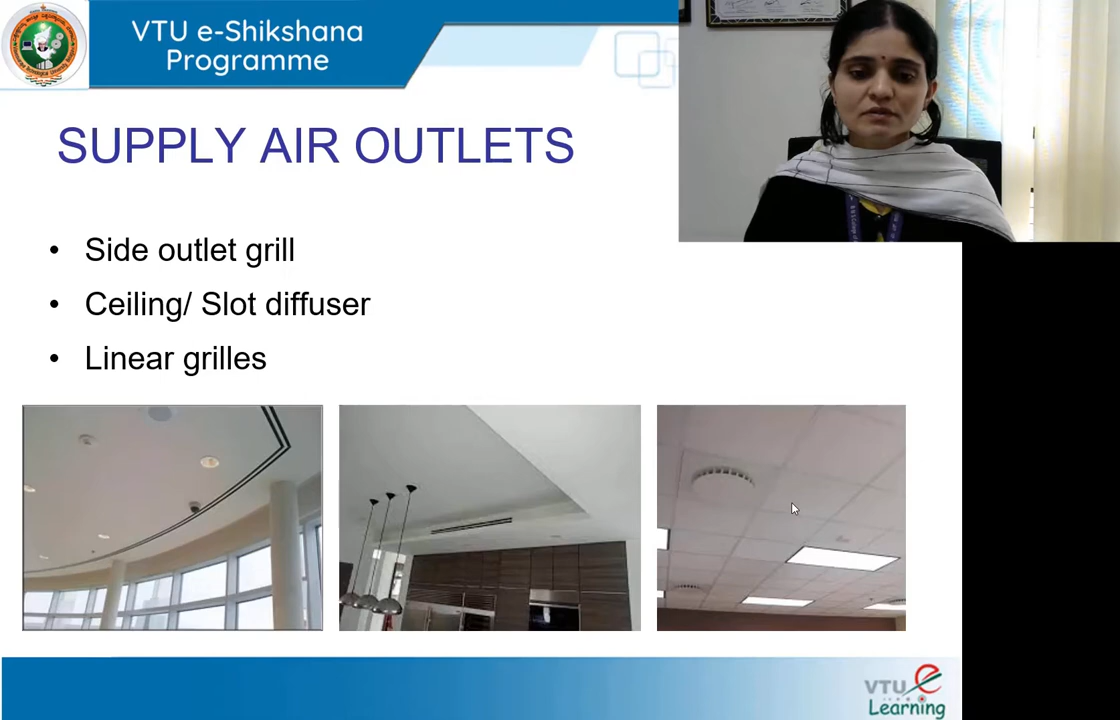 VTU e-Shikshana
Programme
SUPPLY AIR OUTLETS
• Side outlet grill
• Ceiling/ Slot diffuser
• Linear grilles
VTU e
Learning